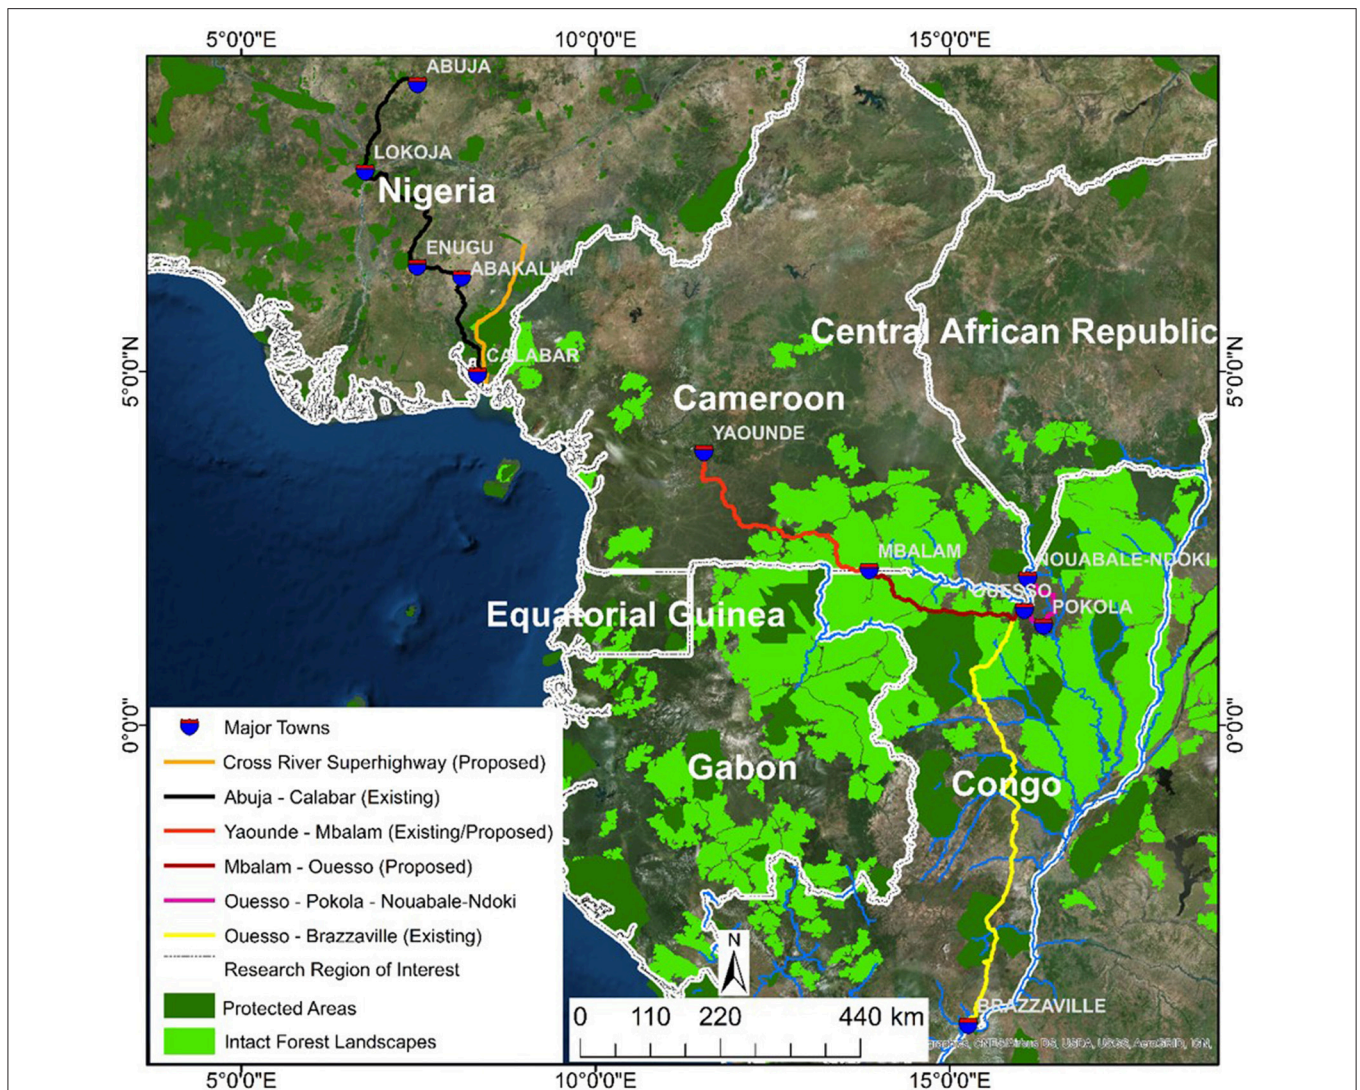 5°0'0"E 10°0'0"E 15°0'0"E
ABUJA
LOKOJA
Nigeria
ENUGU
ABAKALIKI
CALABAR
5°0'0"N
5°0'0"N
Central African Republic
Cameroon
YAOUNDE
MBALAM
NOUABALE-NDOKI
OUESSO
POKOLA
Equatorial Guinea
0°0'0"
0°0'0"
Gabon
Congo
BRAZZAVILLE
Major Towns
Cross River Superhighway (Proposed)
Abuja - Calabar (Existing)
Yaounde - Mbalam (Existing/Proposed)
Mbalam - Ouesso (Proposed)
Ouesso - Pokola - Nouabale-Ndoki
Ouesso - Brazzaville (Existing)
Research Region of Interest
Protected Areas
Intact Forest Landscapes
N
0 110 220 440 km
USDA, USGS, AeroGRID, IGN,
5°0'0"E 10°0'0"E 15°0'0"E